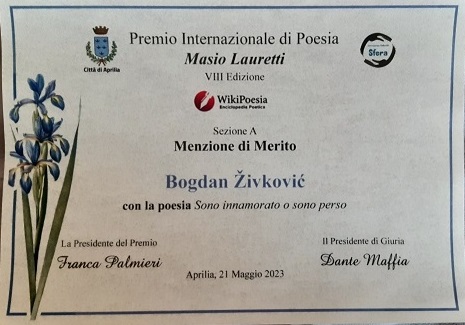 Premio Internazionale di Poesia
Masio Lauretti
Città di Aprilia
Sfera
VIII Edizione
WikiPoesia
Enciclopedia Poetica
Sezione A
Menzione di Merito
Bogdan Živković
con la poesia Sono innamorato o sono perso
La Presidente del Premio
Franca Palmieri
Il Presidente di Giuria
Dante Maffia
Aprilia, 21 Maggio 2023